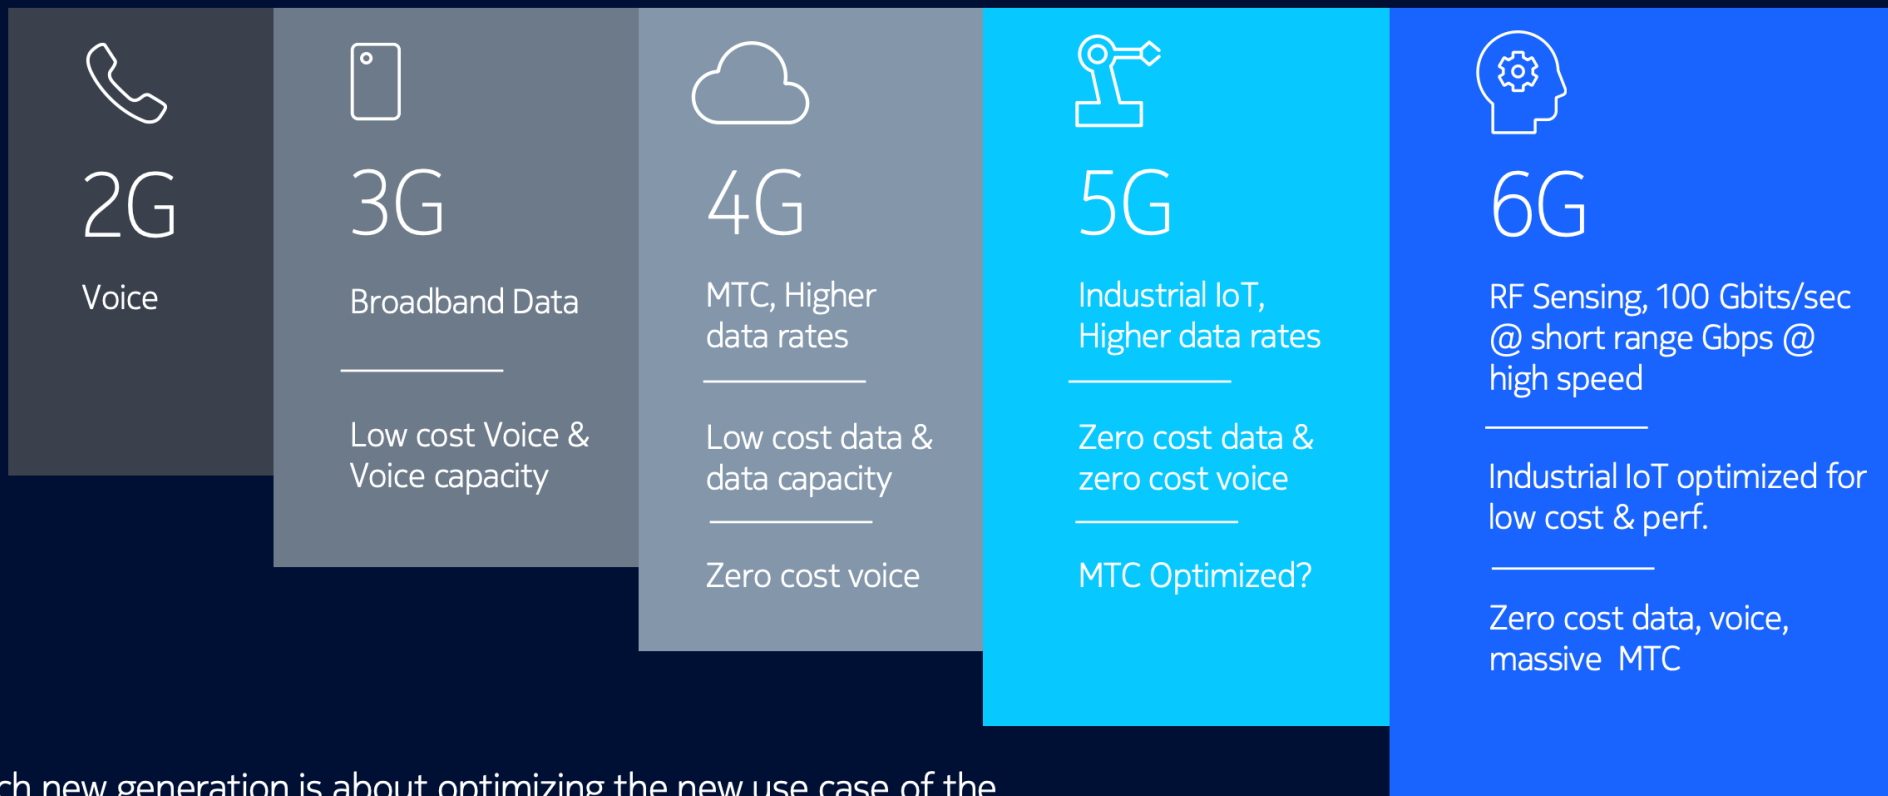 2G
Voice
3G
Broadband Data
Low cost Voice &
Voice capacity
4G
MTC, Higher
data rates
Low cost data &
data capacity
Zero cost voice
5G
Industrial IoT,
Higher data rates
Zero cost data &
zero cost voice
MTC Optimized?
6G
RF Sensing, 100 Gbits/sec
@ short range Gbps @
high speed
Industrial IoT optimized for
low cost & perf.
Zero cost data, voice,
massive  MTC
new generation is about optimizing the new use case of the